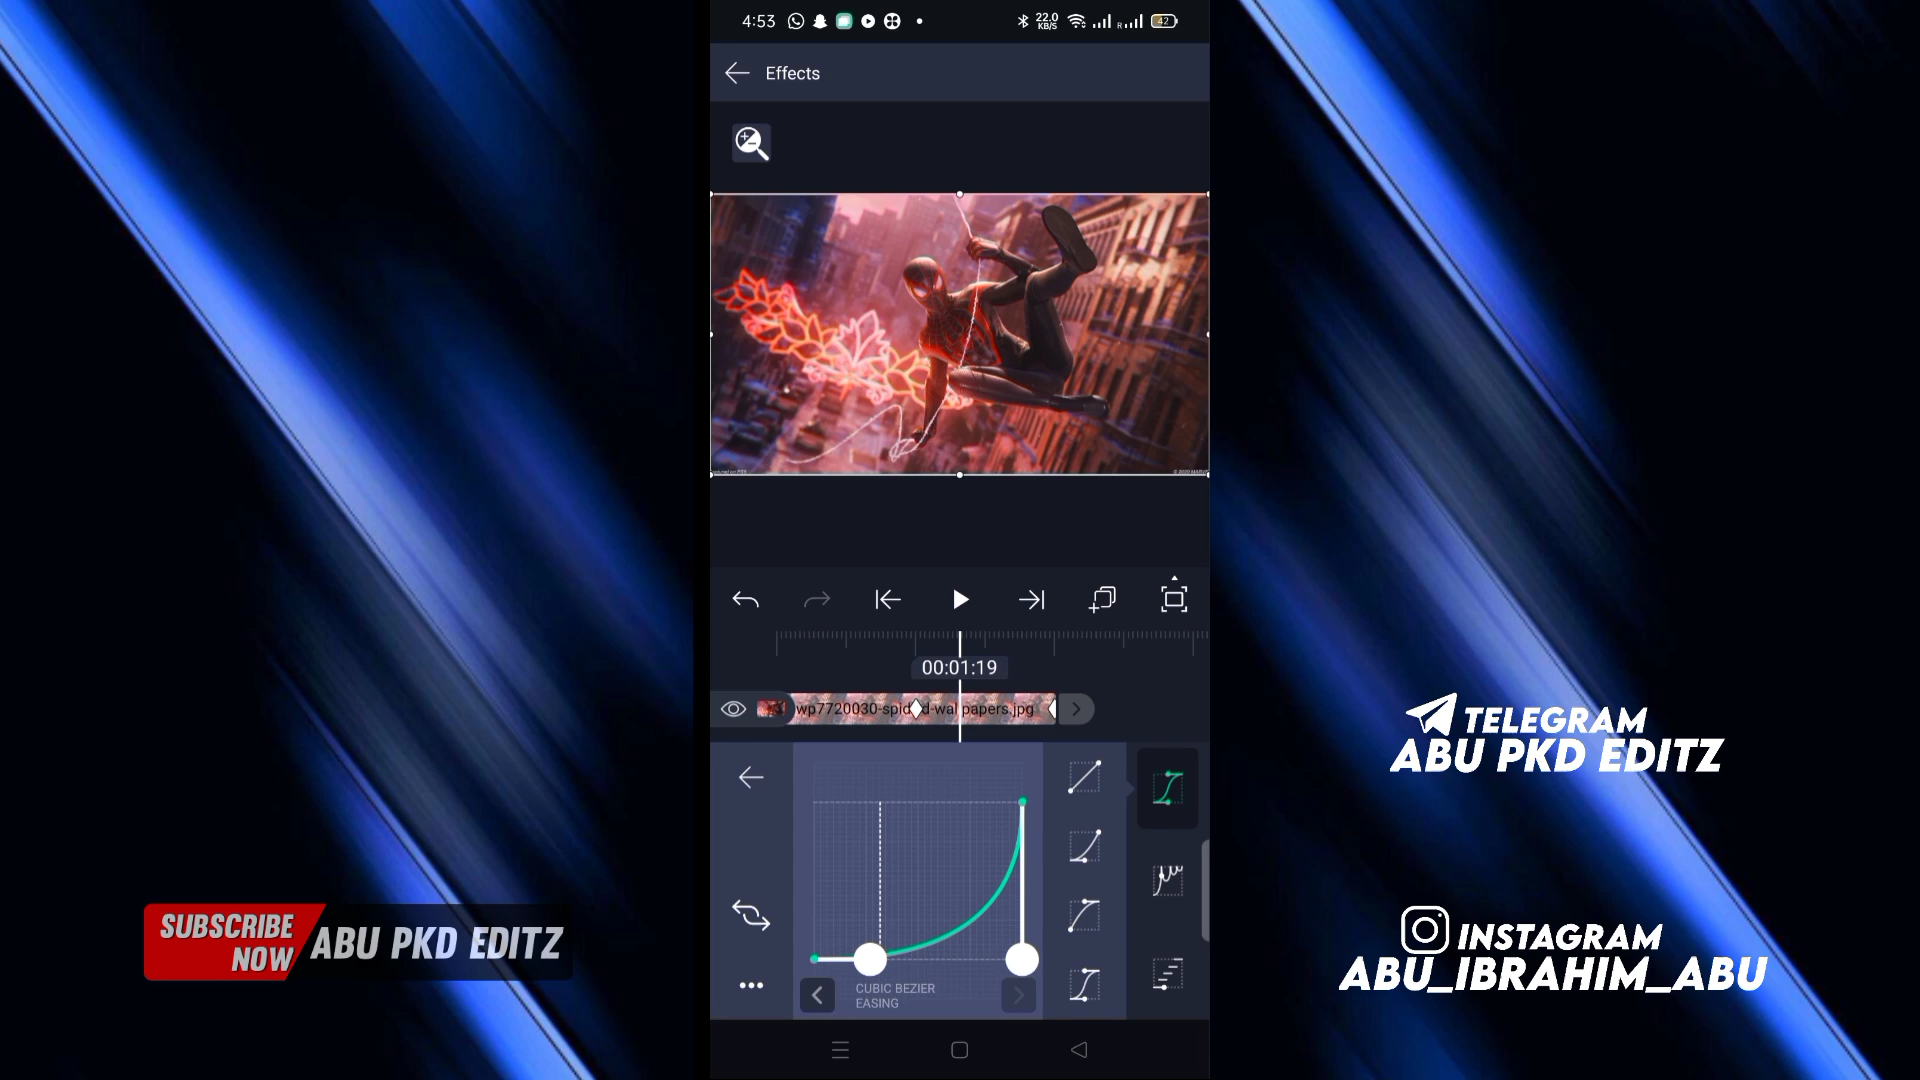 4:53
22.0
KB/S
R
42
Effects
00:01:19
wp7720030-spid d-wal papers.jpg
CUBIC BEZIER
EASING
SUBSCRIBE
NOW
ABU PKD EDITZ
TELEGRAM
ABU PKD EDITZ
INSTAGRAM
ABU_IBRAHIM_ABU